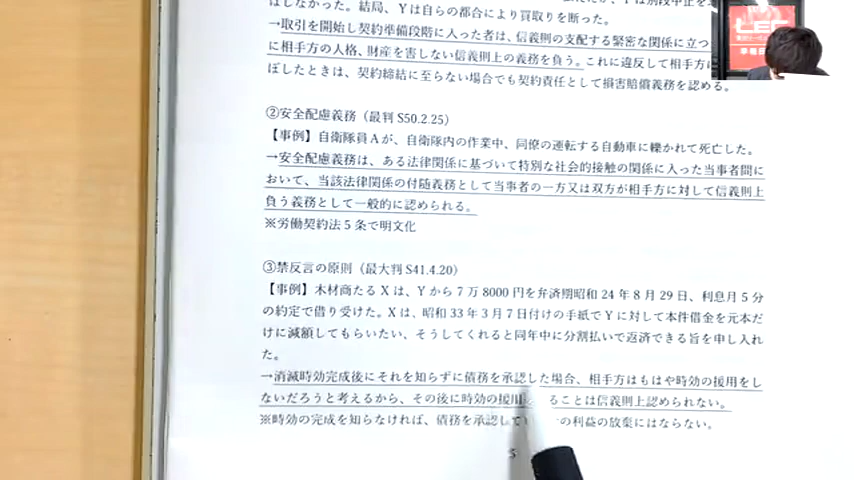 はしなかった。結局、Yは自らの都合により買取りを断った。
→取引を開始し契約準備段階に入った者は、信義則の支配する緊密な関係に立つ
に相手方の人格、財産を害しない信義則上の義務を負う。これに違反して相手方に
ぼしたときは、契約締結に至らない場合でも契約責任として損害賠償義務を認める。
②安全配慮義務（最判 S50.2.25）
【事例】自衛隊員Aが、自衛隊内の作業中、同僚の運転する自動車に轢かれて死亡した。
→安全配慮義務は、ある法律関係に基づいて特別な社会的接触の関係に入った当事者間に
おいて、当該法律関係の付随義務として当事者の一方又は双方が相手方に対して信義則上
負う義務として一般的に認められる。
※労働契約法5条で明文化
③禁反言の原則（最大判 S41.4.20）
【事例】木材商たるXは、Yから7万8000円を弁済期昭和24年8月29日、利息月5分
の約定で借り受けた。Xは、昭和33年3月7日付けの手紙でYに対して本件借金を元本だ
けに減額してもらいたい、そうしてくれると同年中に分割払いで返済できる旨を申し入れ
た。
→消滅時効完成後にそれを知らずに債務を承認した場合、相手方はもはや時効の援用をし
ないだろうと考えるから、その後に時効の援用 ることは信義則上認められない。
※時効の完成を知らなければ、債務を承認して の利益の放棄にはならない。
5
LEC